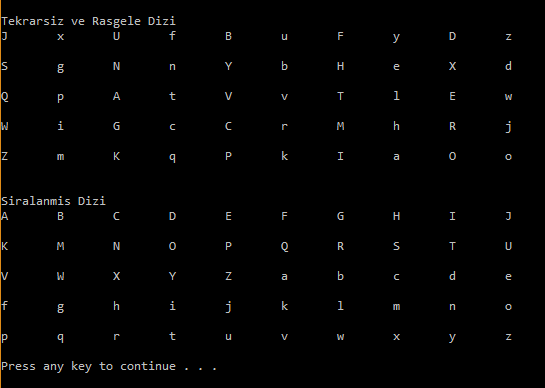 Tekrarsiz ve Rasgele Dizi
J x U f B u F y D z
S g N n Y b H e X d
Q p A t V v T l E w
W i G c C r M h R j
Z m K q P k I a O o
Siralanmis Dizi
A B C D E F G H I J
K M N O P Q R S T U
V W X Y Z a b c d e
f g h i j k l m n o
p q r t u v w x y z
Press any key to continue . . .